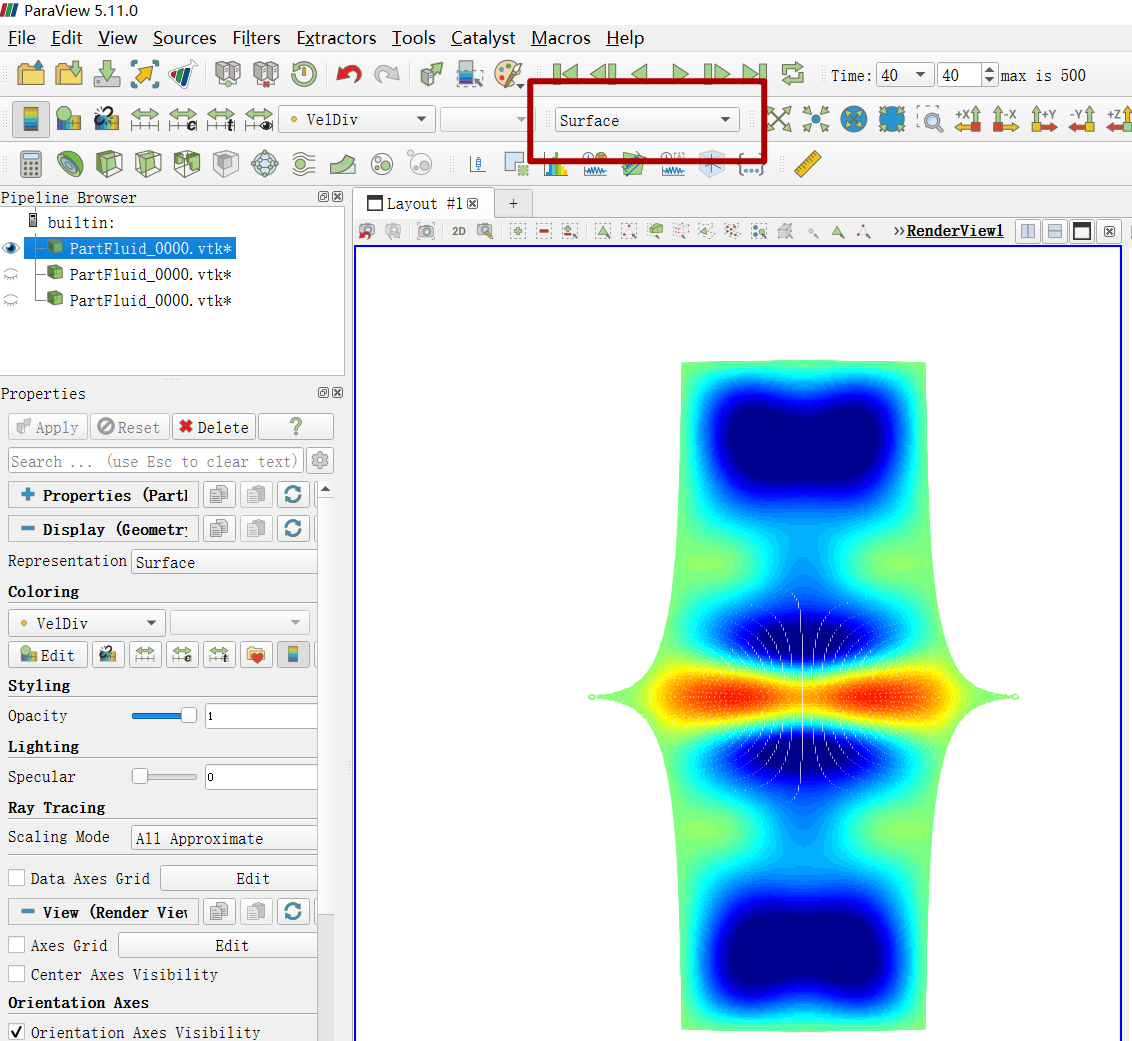 ParaView 5.11.0
File Edit View Sources Filters Extractors Tools Catalyst Macros Help
Time: 40 40 max is 500
VelDiv Surface +X -X +Y -Y +Z
Pipeline Browser
Layout #1 +
builtin:
2D RenderView1
PartFluid_0000.vtk*
PartFluid_0000.vtk*
PartFluid_0000.vtk*
Properties
Apply Reset Delete ?
Search ... (use Esc to clear text)
Properties (Part
Display (Geometry
Representation Surface
Coloring
VelDiv
Edit
Styling
Opacity 1
Lighting
Specular 0
Ray Tracing
Scaling Mode All Approximate
Data Axes Grid Edit
View (Render View
Axes Grid Edit
Center Axes Visibility
Orientation Axes
Orientation Axes Visibility